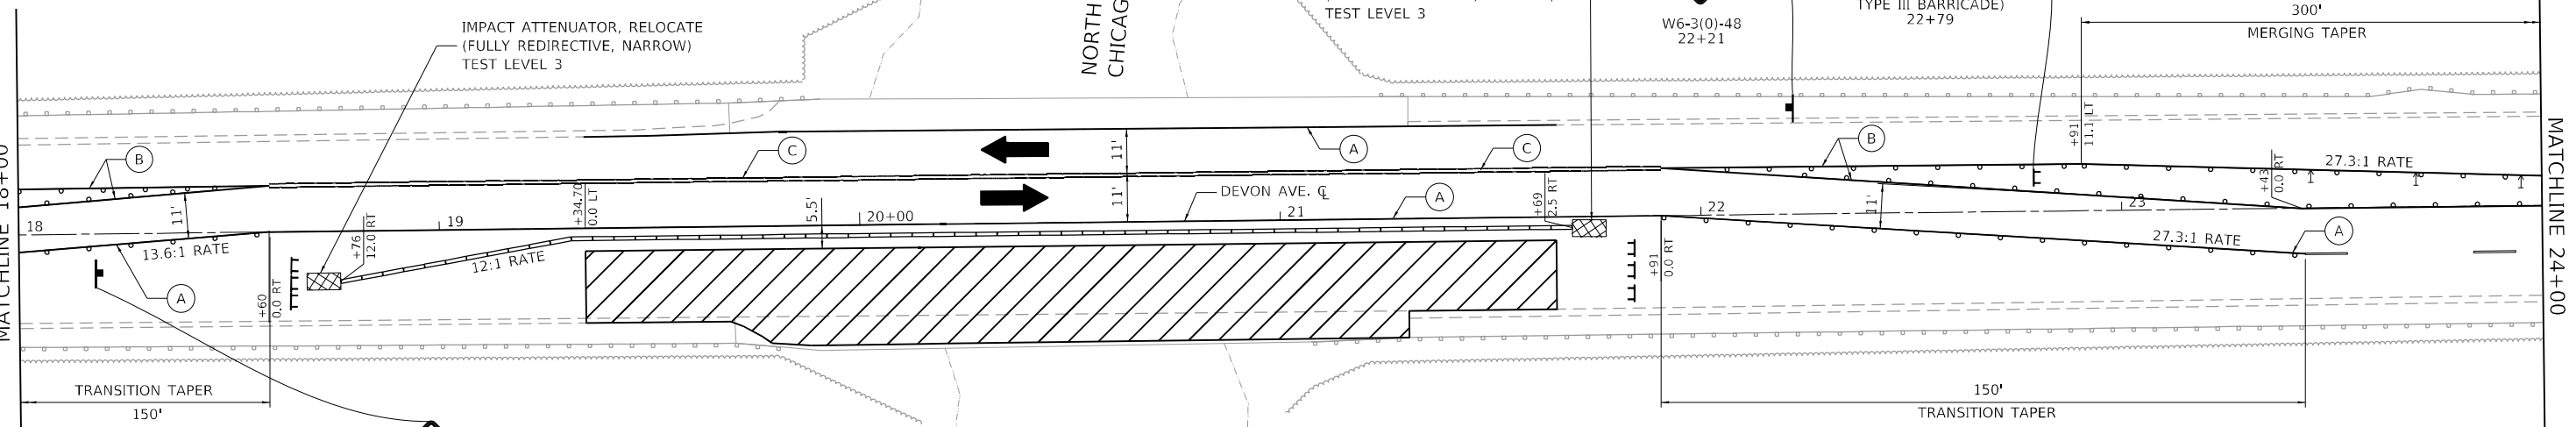 IMPACT ATTENUATOR, RELOCATE
(FULLY REDIRECTIVE, NARROW)
TEST LEVEL 3
NORTH
CHICAG
TEST LEVEL 3
W6-3(0)-48
22+21
TYPE III BARRICADE)
22+79
300'
MERGING TAPER
MATCHLINE 18+00
B
11'
18
13.6:1 RATE
A
+60
0.0 RT
TRANSITION TAPER
150'
+76
12.0 RT
19
12:1 RATE
+34.70
0.0 LT
C
5.5'
20+00
11'
11'
DEVON AVE. ℄
A
21
A
C
+69
2.5 RT
+91
0.0 RT
22
B
11'
+91
11.1 LT
23
+43
0.0 RT
27.3:1 RATE
27.3:1 RATE
A
150'
TRANSITION TAPER
MATCHLINE 24+00